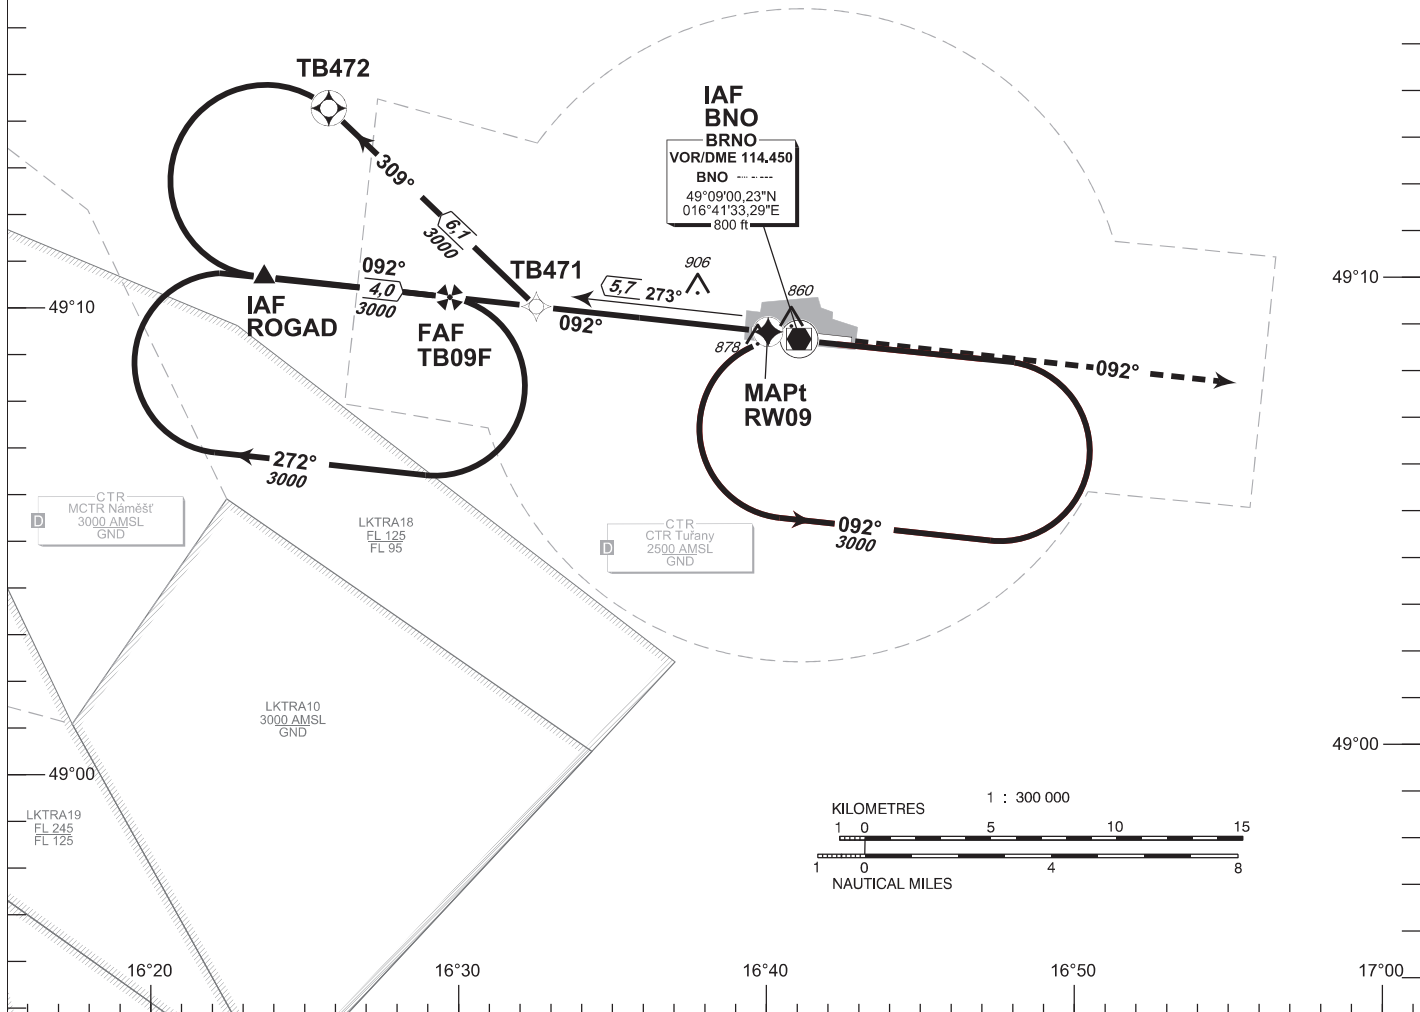 TB472
IAF
BNO
BRNO
VOR/DME 114.450
BNO
49°09'00,23"N
016°41'33,29"E
800 ft
309°
6,1
3000
092°
4,0
3000
TB471
5,7
273°
906
860
878
49°10
49°10
IAF
ROGAD
FAF
TB09F
092°
MAPt
RW09
092°
272°
3000
092°
3000
CTR
MCTR Náměšť
3000 AMSL
GND
D
LKTRA18
FL 125
FL 95
CTR
CTR Tuřany
2500 AMSL
GND
D
LKTRA10
3000 AMSL
GND
49°00
49°00
LKTRA19
FL 245
FL 125
1 : 300 000
KILOMETRES
1 0 5 10 15
1 0 4 8
NAUTICAL MILES
16°20
16°30
16°40
16°50
17°00